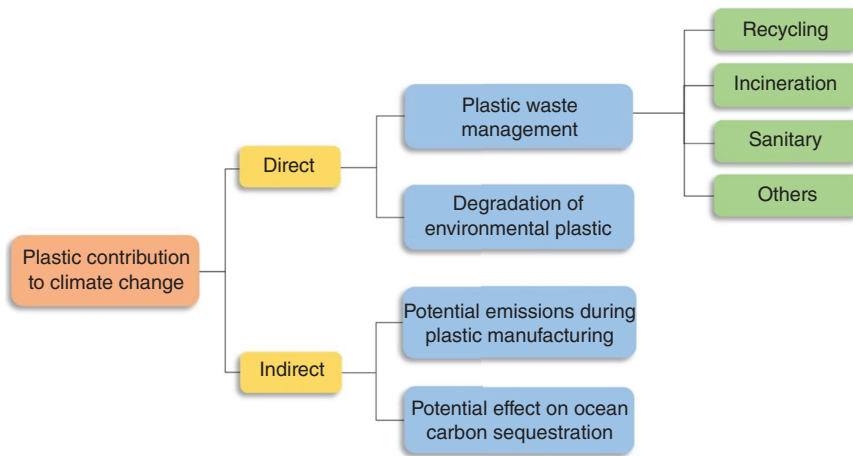 Plastic contribution
to climate change
Direct
Plastic waste
management
Recycling
Incineration
Sanitary
Others
Degradation of
environmental plastic
Indirect
Potential emissions during
plastic manufacturing
Potential effect on ocean
carbon sequestration